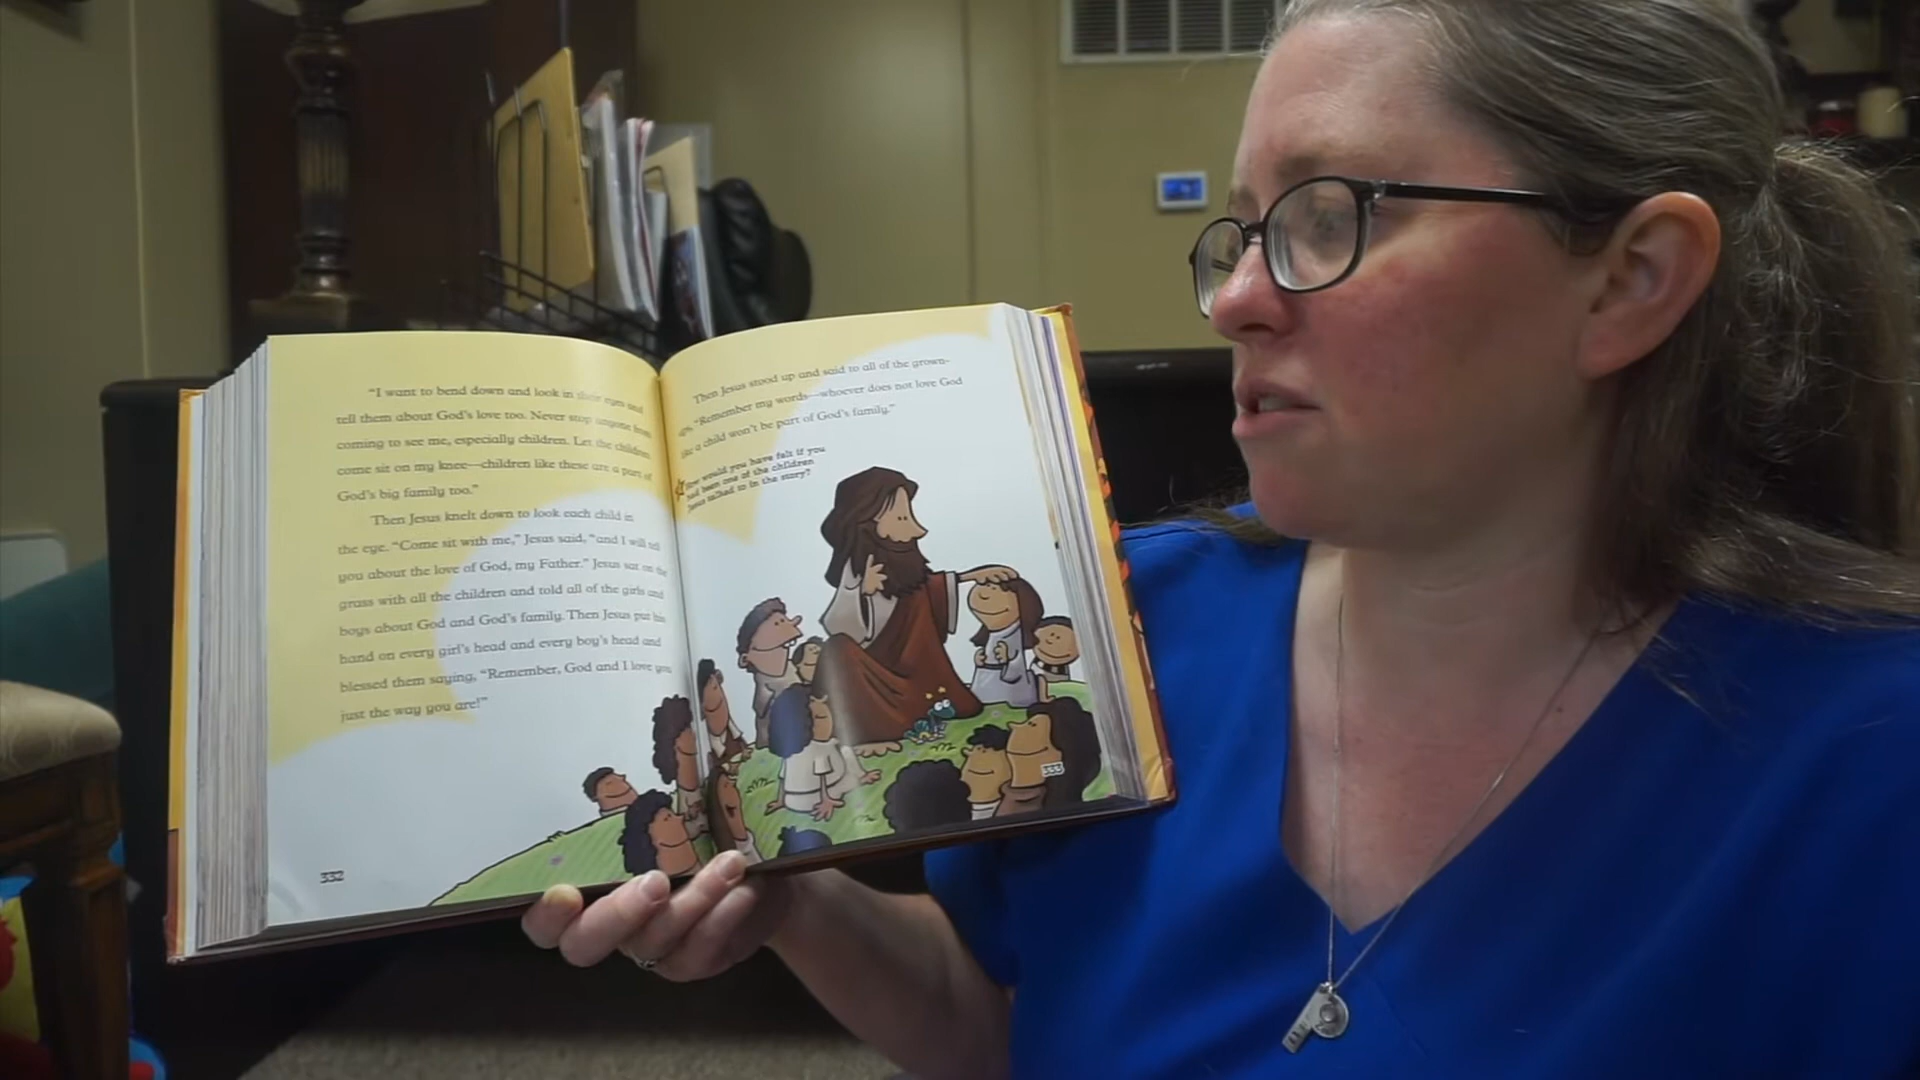 "I want to bend down and look in their eyes and
tell them about God's love too. Never stop anyone from
coming to see me, especially children. Let the children
come sit on my knee—children like these are a part of
God's big family too."
Then Jesus knelt down to look each child in
the eye. "Come sit with me," Jesus said, "and I will tell
you about the love of God, my Father." Jesus sat on the
grass with all the children and told all of the girls and
boys about God and God's family. Then Jesus put his
hand on every girl's head and every boy's head and
blessed them saying, "Remember, God and I love you
just the way you are!"
332
Then Jesus stood up and said to all of the grown-
ups, "Remember my words—whoever does not love God
like a child won't be part of God's family."
How would you have felt if you
had been one of the children
Jesus talked to in the story?
333